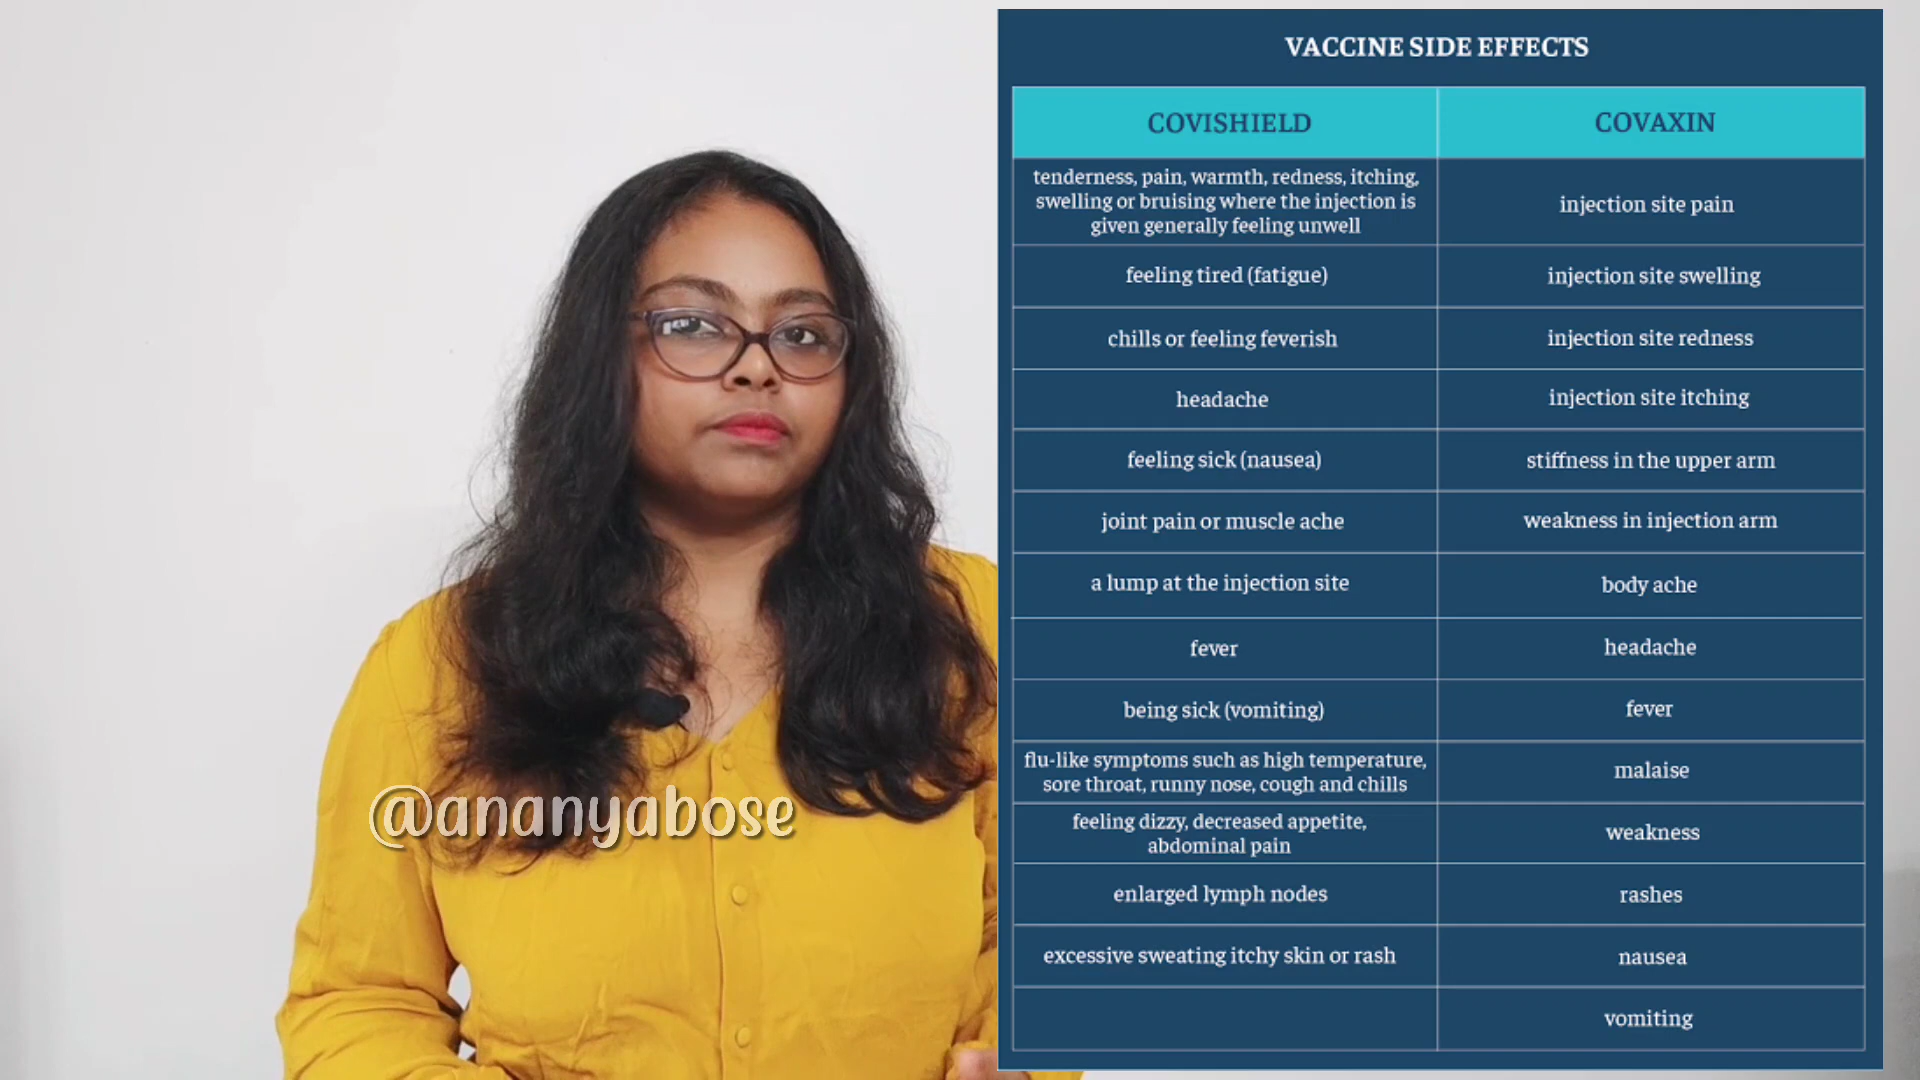 VACCINE SIDE EFFECTS
COVISHIELD
COVAXIN
tenderness, pain, warmth, redness, itching,
swelling or bruising where the injection is
given generally feeling unwell
injection site pain
feeling tired (fatigue)
injection site swelling
chills or feeling feverish
injection site redness
headache
injection site itching
feeling sick (nausea)
stiffness in the upper arm
joint pain or muscle ache
weakness in injection arm
a lump at the injection site
body ache
fever
headache
being sick (vomiting)
fever
flu-like symptoms such as high temperature,
sore throat, runny nose, cough and chills
malaise
feeling dizzy, decreased appetite,
abdominal pain
weakness
enlarged lymph nodes
rashes
excessive sweating itchy skin or rash
nausea
vomiting
@ananyabose